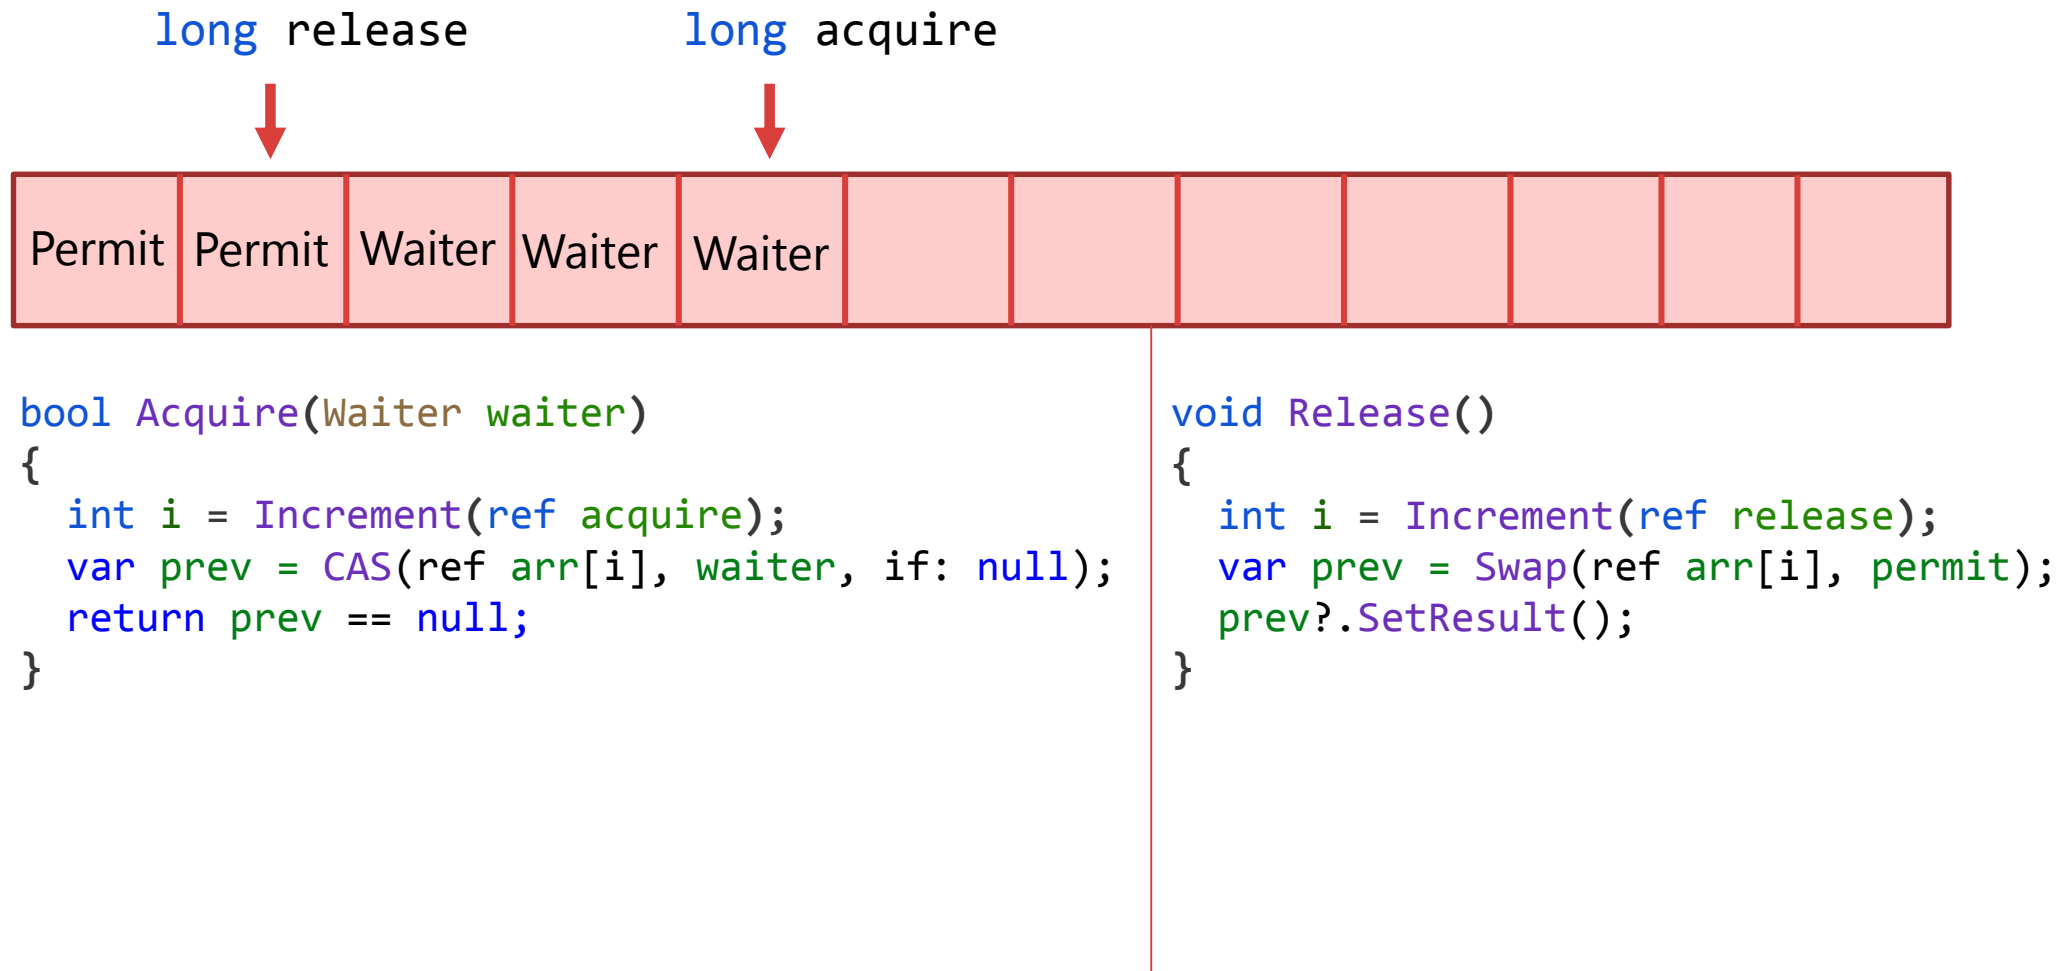 long release long acquire
Permit Permit Waiter Waiter Waiter
bool Acquire(Waiter waiter)
{
  int i = Increment(ref acquire);
  var prev = CAS(ref arr[i], waiter, if: null);
  return prev == null;
}
void Release()
{
  int i = Increment(ref release);
  var prev = Swap(ref arr[i], permit);
  prev?.SetResult();
}